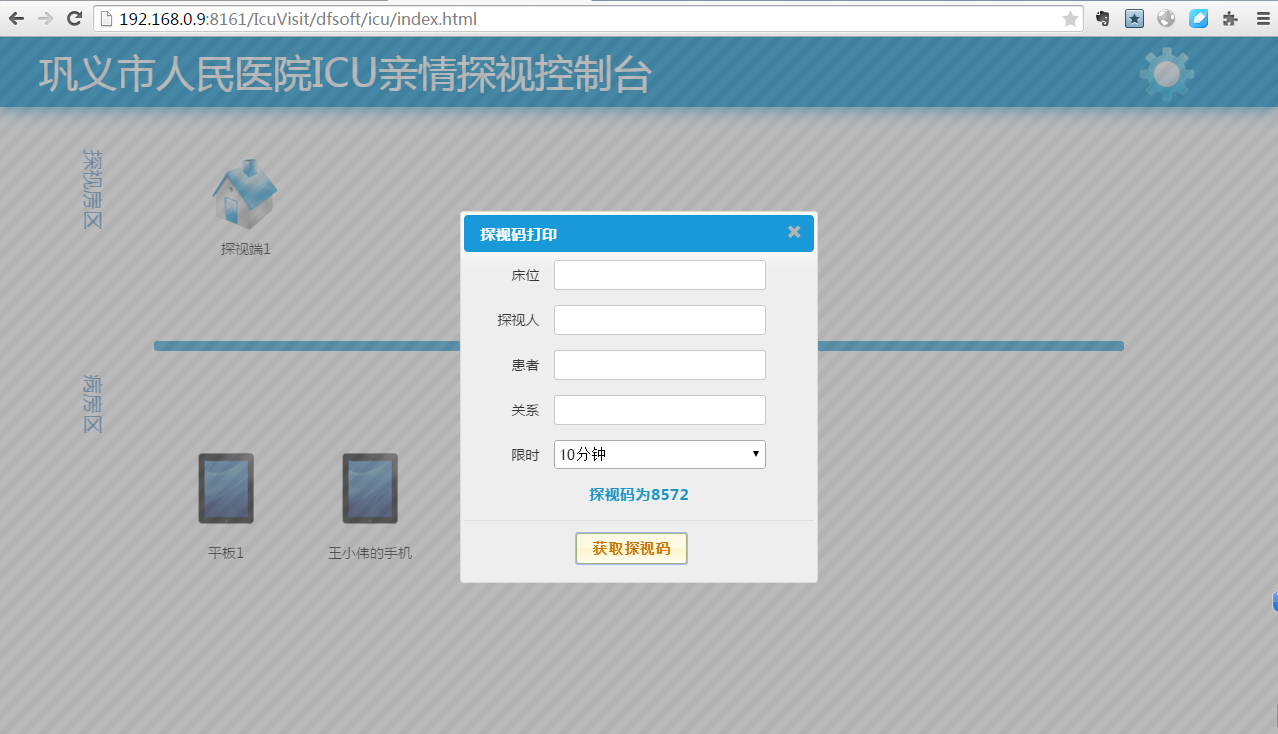 192.168.0.9:8161/IcuVisit/dfsoft/icu/index.html
巩义市人民医院ICU亲情探视控制台
探视房区
探视端1
病房区
平板1
王小伟的手机
探视码打印
床位
探视人
患者
关系
限时
10分钟
探视码为8572
获取探视码